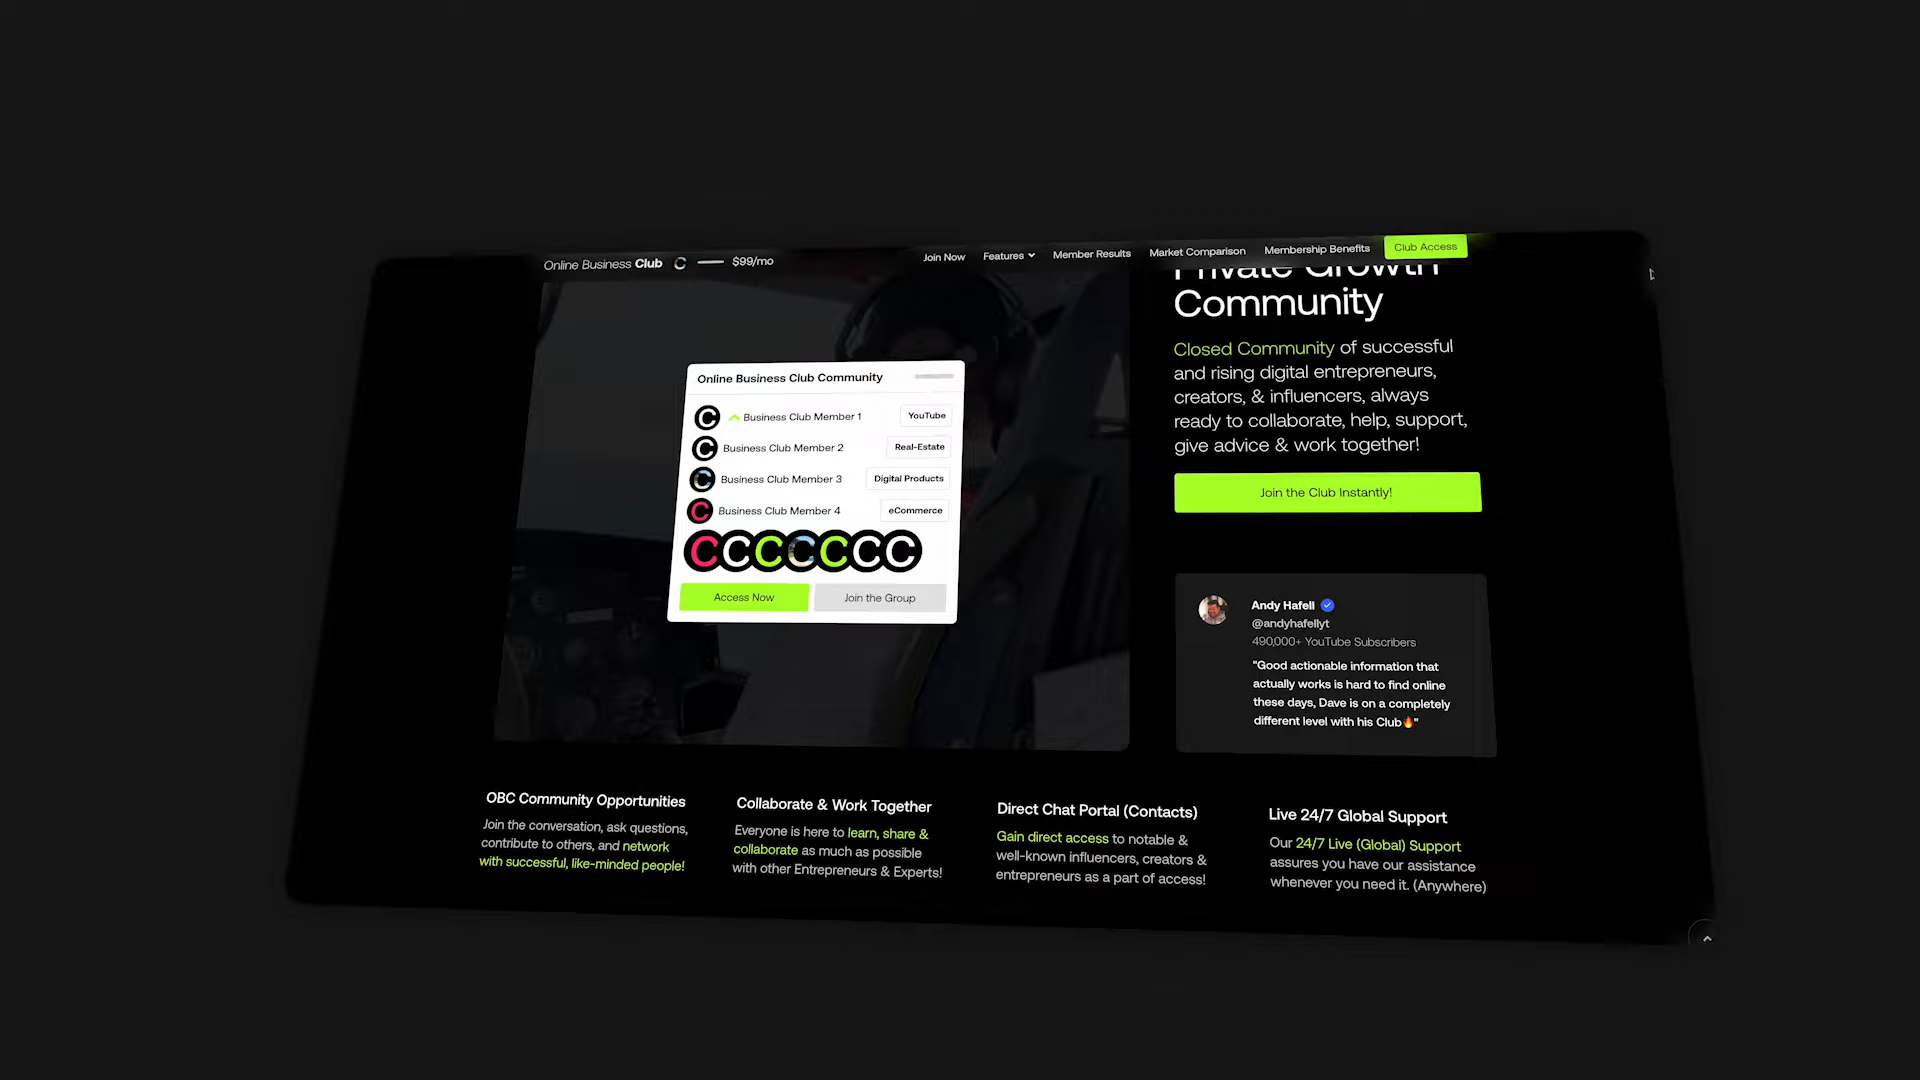 Online Business Club
$99/mo
Join Now
Features
Member Results
Market Comparison
Membership Benefits
Club Access
Private Growth
Community
Closed Community of successful
and rising digital entrepreneurs,
creators, & influencers, always
ready to collaborate, help, support,
give advice & work together!
Join the Club Instantly!
Online Business Club Community
Business Club Member 1
YouTube
Business Club Member 2
Real-Estate
Business Club Member 3
Digital Products
Business Club Member 4
eCommerce
Access Now
Join the Group
Andy Hafell
@andyhafellyt
490,000+ YouTube Subscribers
"Good actionable information that
actually works is hard to find online
these days, Dave is on a completely
different level with his Club🔥"
OBC Community Opportunities
Join the conversation, ask questions,
contribute to others, and network
with successful, like-minded people!
Collaborate & Work Together
Everyone is here to learn, share &
collaborate as much as possible
with other Entrepreneurs & Experts!
Direct Chat Portal (Contacts)
Gain direct access to notable &
well-known influencers, creators &
entrepreneurs as a part of access!
Live 24/7 Global Support
Our 24/7 Live (Global) Support
assures you have our assistance
whenever you need it. (Anywhere)